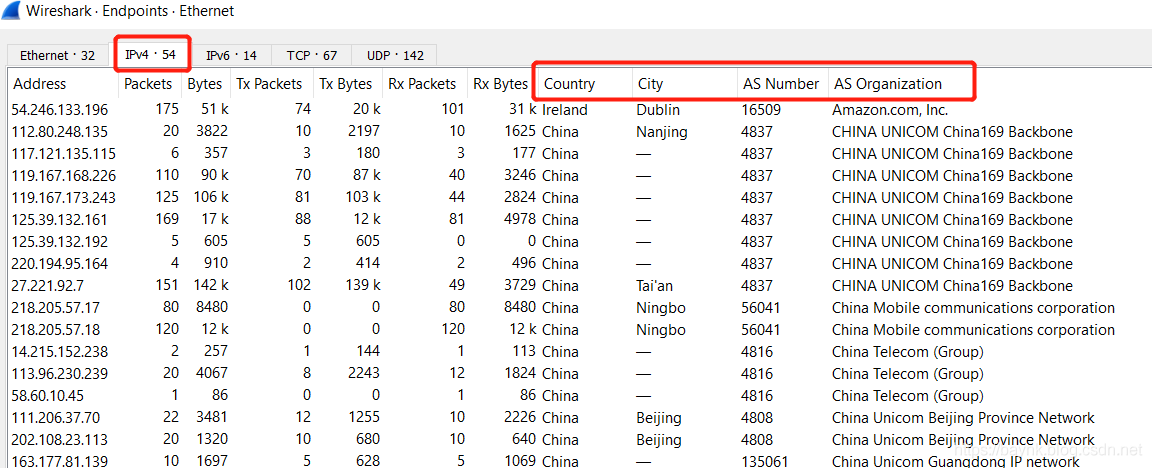 Wireshark · Endpoints · Ethernet
Ethernet · 32 IPv4 · 54 IPv6 · 14 TCP · 67 UDP · 142
Address Packets Bytes Tx Packets Tx Bytes Rx Packets Rx Bytes Country City AS Number AS Organization
54.246.133.196 175 51 k 74 20 k 101 31 k Ireland Dublin 16509 Amazon.com, Inc.
112.80.248.135 20 3822 10 2197 10 1625 China Nanjing 4837 CHINA UNICOM China169 Backbone
117.121.135.115 6 357 3 180 3 177 China — 4837 CHINA UNICOM China169 Backbone
119.167.168.226 110 90 k 70 87 k 40 3246 China — 4837 CHINA UNICOM China169 Backbone
119.167.173.243 125 106 k 81 103 k 44 2824 China — 4837 CHINA UNICOM China169 Backbone
125.39.132.161 169 17 k 88 12 k 81 4978 China — 4837 CHINA UNICOM China169 Backbone
125.39.132.192 5 605 5 605 0 0 China — 4837 CHINA UNICOM China169 Backbone
220.194.95.164 4 910 2 414 2 496 China — 4837 CHINA UNICOM China169 Backbone
27.221.92.7 151 142 k 102 139 k 49 3729 China Tai'an 4837 CHINA UNICOM China169 Backbone
218.205.57.17 80 8480 0 0 80 8480 China Ningbo 56041 China Mobile communications corporation
218.205.57.18 120 12 k 0 0 120 12 k China Ningbo 56041 China Mobile communications corporation
14.215.152.238 2 257 1 144 1 113 China — 4816 China Telecom (Group)
113.96.230.239 20 4067 8 2243 12 1824 China — 4816 China Telecom (Group)
58.60.10.45 1 86 0 0 1 86 China — 4816 China Telecom (Group)
111.206.37.70 22 3481 12 1255 10 2226 China Beijing 4808 China Unicom Beijing Province Network
202.108.23.113 20 1320 10 680 10 640 China Beijing 4808 China Unicom Beijing Province Network
163.177.81.139 10 1697 5 628 5 1069 China — 135061 China Unicom Guangdong IP network
https://baynk.blog.csdn.net